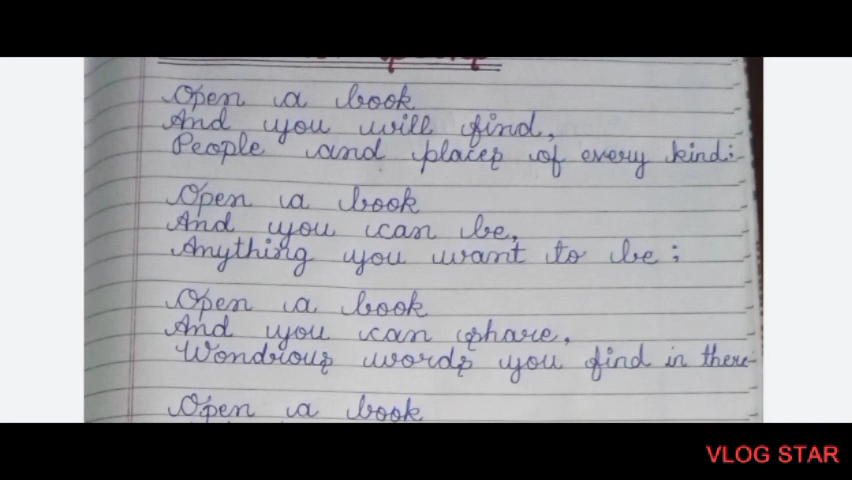 Open a book
And you will find,
People and places of every kind;
Open a book
And you can be,
Anything you want to be;
Open a book
And you can share,
Wondrous words you find in there
Open a book
VLOG STAR